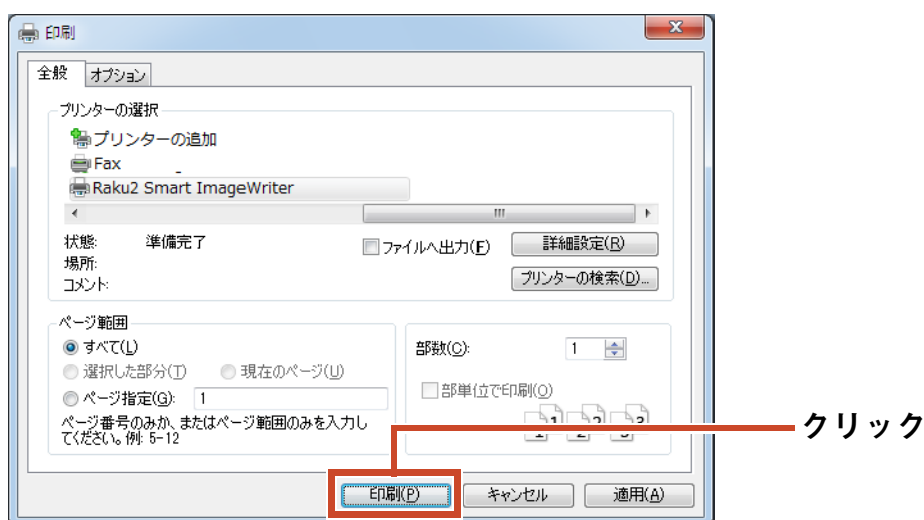 印刷
全般 オプション
プリンターの選択
プリンターの追加
Fax
Raku2 Smart ImageWriter
状態: 準備完了
ファイルへ出力(F) 詳細設定(R)
場所:
コメント: プリンターの検索(D)...
ページ範囲
すべて(L) 部数(C): 1
選択した部分(T) 現在のページ(U)
ページ指定(G): 1 部単位で印刷(O)
ページ番号のみか、またはページ範囲のみを入力し
てください。例: 5-12
1 2 3
クリック
印刷(P) キャンセル 適用(A)